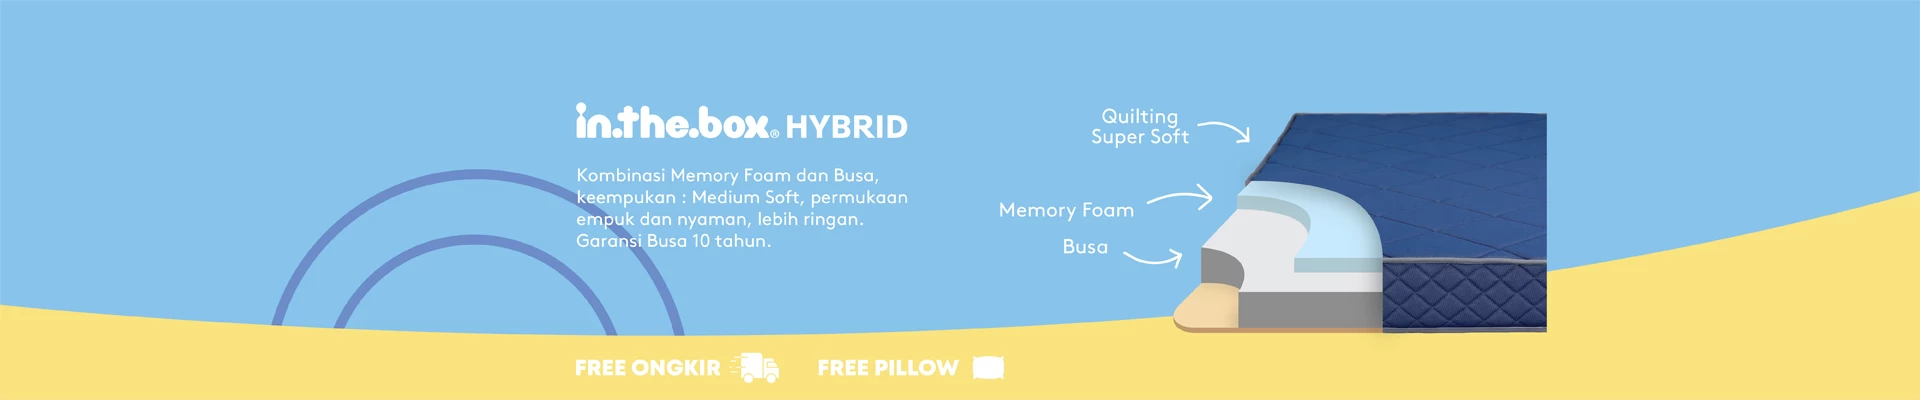 in.the.box® HYBRID
Kombinasi Memory Foam dan Busa,
keempukan : Medium Soft, permukaan
empuk dan nyaman, lebih ringan.
Garansi Busa 10 tahun.
Quilting
Super Soft
Memory Foam
Busa
FREE ONGKIR
FREE PILLOW